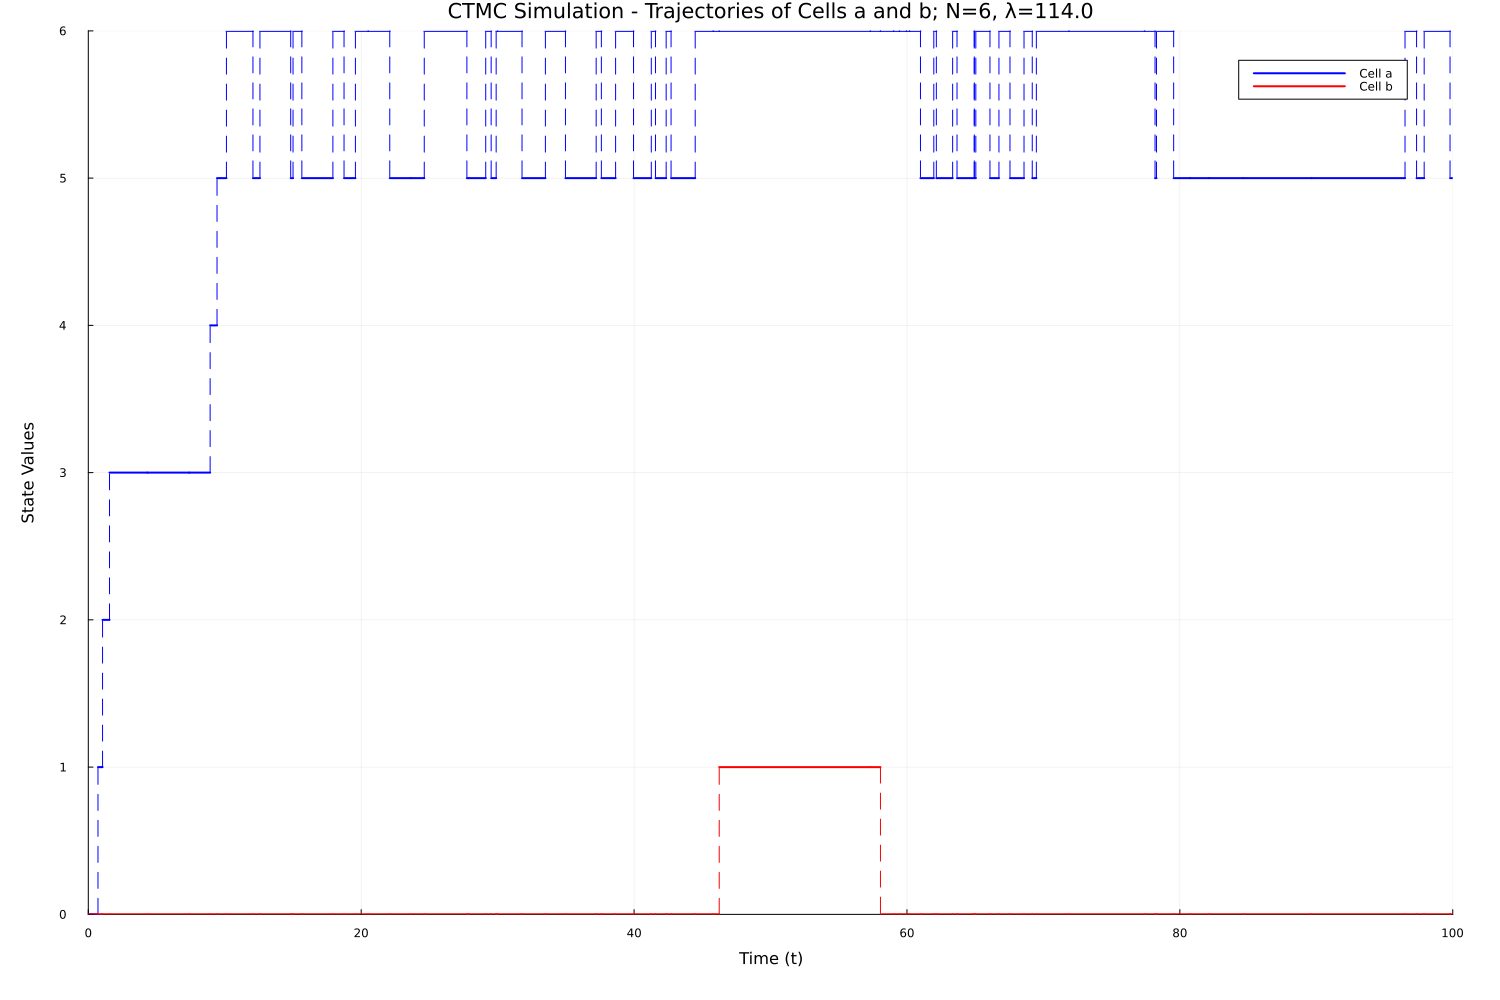 CTMC Simulation - Trajectories of Cells a and b; N=6, λ=114.0
6
Cell a
Cell b
5
4
3
State Values
2
1
0
0 20 40 60 80 100
Time (t)